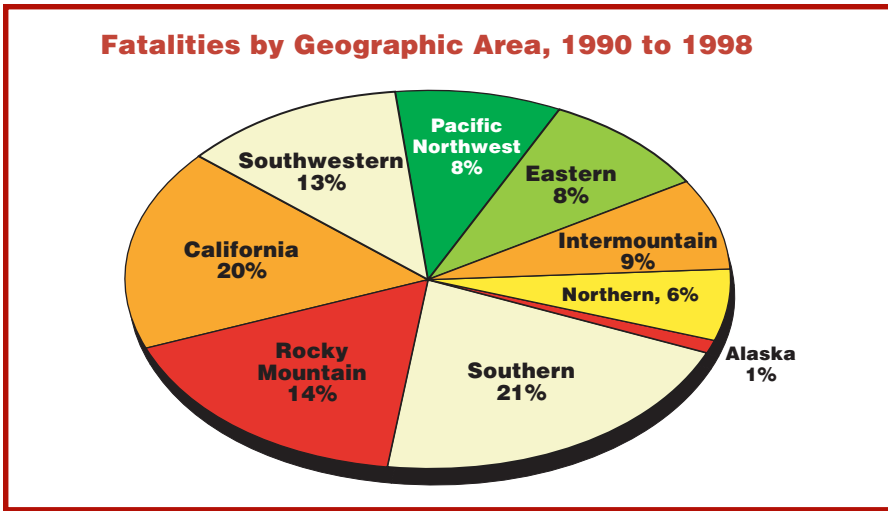 Fatalities by Geographic Area, 1990 to 1998
Pacific
Northwest
8%
Southwestern
13%
Eastern
8%
Intermountain
9%
California
20%
Northern, 6%
Alaska
1%
Rocky
Mountain
14%
Southern
21%